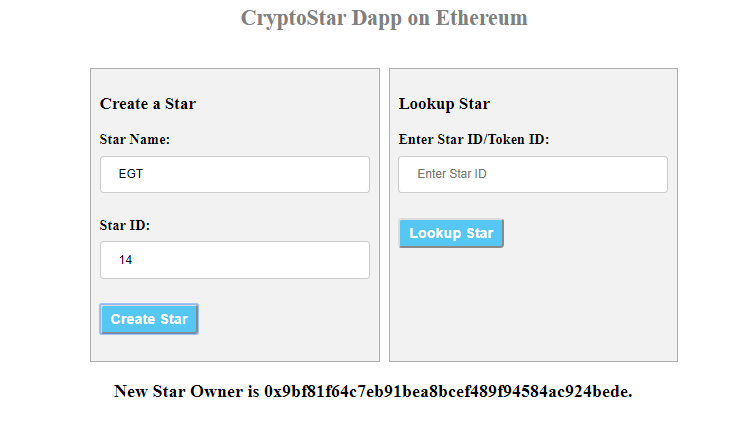 CryptoStar Dapp on Ethereum
Create a Star
Star Name:
EGT
Star ID:
14
Create Star
Lookup Star
Enter Star ID/Token ID:
Enter Star ID
Lookup Star
New Star Owner is 0x9bf81f64c7eb91bea8bcef489f94584ac924bede.